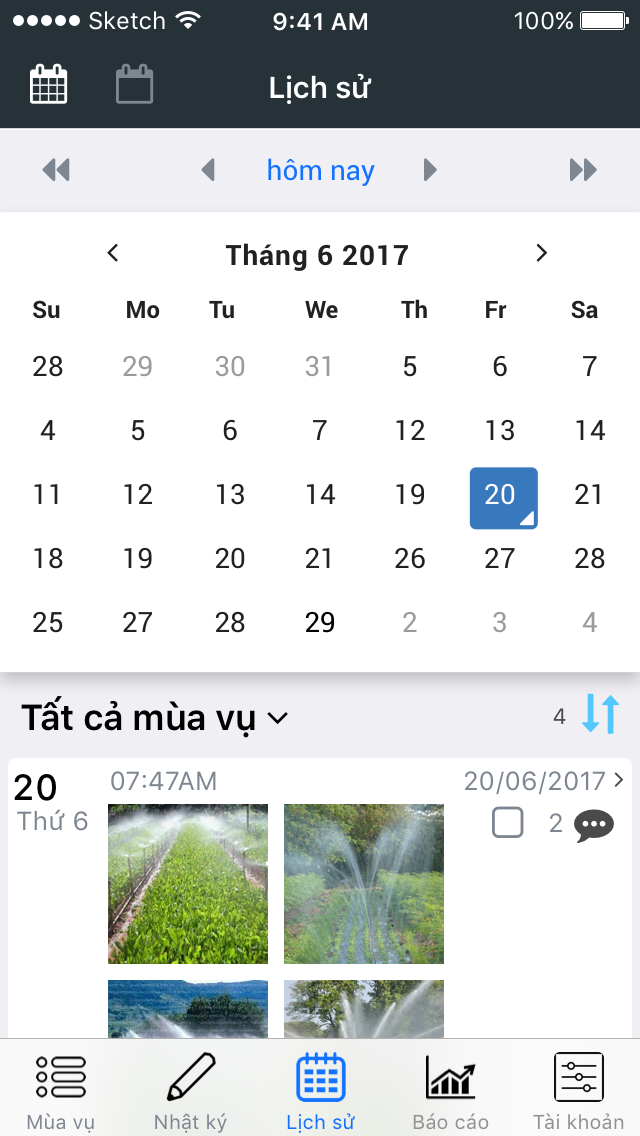 Sketch 9:41 AM 100%
Lịch sử
hôm nay
Tháng 6 2017
Su Mo Tu We Th Fr Sa
28 29 30 31 5 6 7
4 5 6 7 12 13 14
11 12 13 14 19 20 21
18 19 20 21 26 27 28
25 27 28 29 2 3 4
Tất cả mùa vụ 4
20 07:47AM 20/06/2017
Thứ 6 2
Mùa vụ Nhật ký Lịch sử Báo cáo Tài khoản